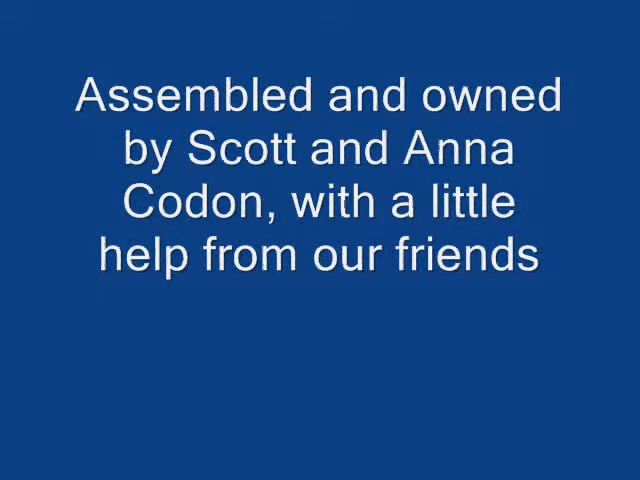 Assembled and owned
by Scott and Anna
Codon, with a little
help from our friends